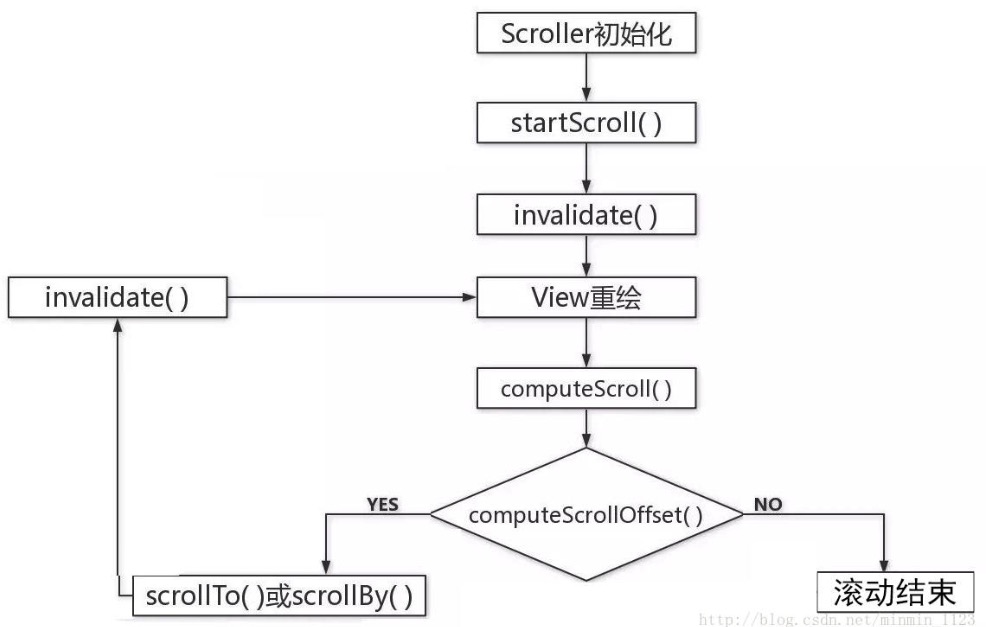 Scroller初始化
startScroll( )
invalidate( )
invalidate( )
View重绘
computeScroll( )
YES
computeScrollOffset( )
NO
scrollTo( )或scrollBy( )
滚动结束
http://blog.csdn.net/minmin_1123